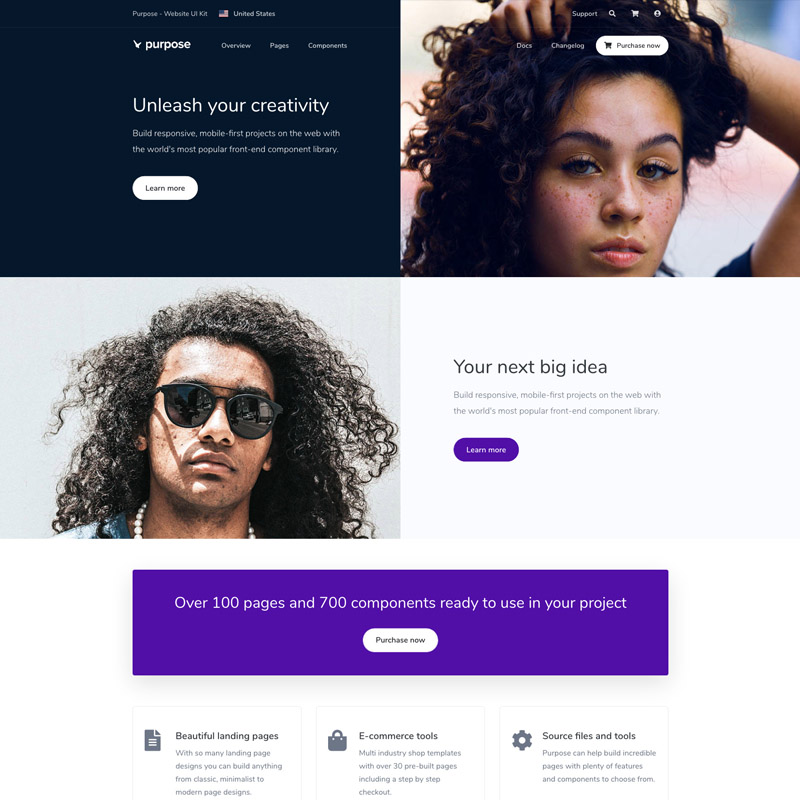 Purpose - Website UI Kit United States Support
purpose Overview Pages Components Docs Changelog Purchase now
Unleash your creativity
Build responsive, mobile-first projects on the web with
the world's most popular front-end component library.
Learn more
Your next big idea
Build responsive, mobile-first projects on the web with
the world's most popular front-end component library.
Learn more
Over 100 pages and 700 components ready to use in your project
Purchase now
Beautiful landing pages
With so many landing page
designs you can build anything
from classic, minimalist to
modern page designs.
E-commerce tools
Multi industry shop templates
with over 30 pre-built pages
including a step by step
checkout.
Source files and tools
Purpose can help build incredible
pages with plenty of features
and components to choose from.